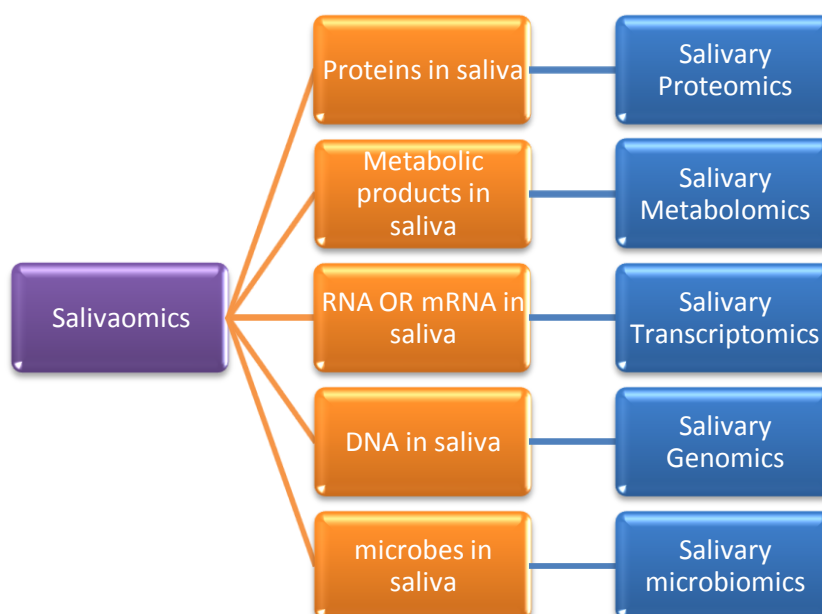 Proteins in saliva
Salivary
Proteomics
Metabolic
products in
saliva
Salivary
Metabolomics
Salivaomics
RNA OR mRNA in
saliva
Salivary
Transcriptomics
DNA in saliva
Salivary
Genomics
microbes in
saliva
Salivary
microbiomics